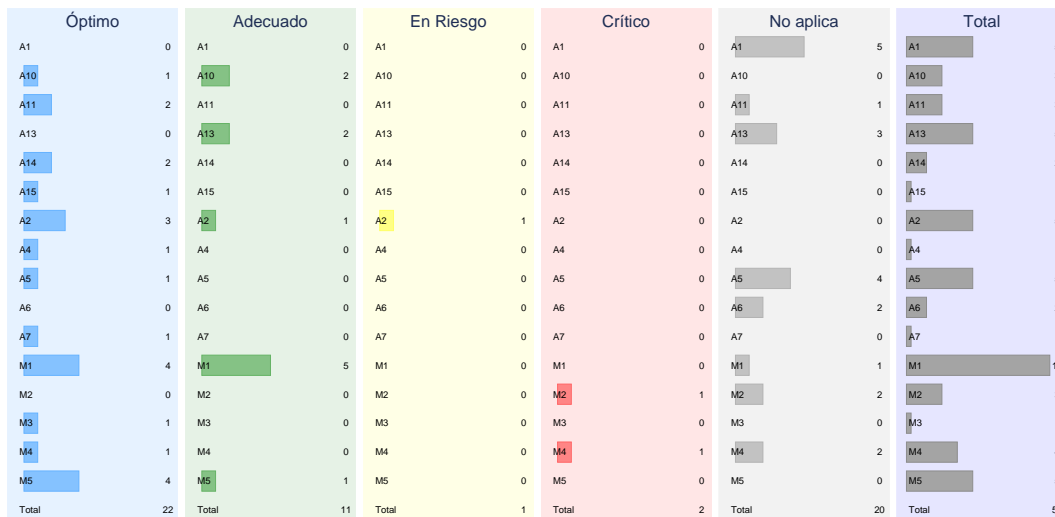 Óptimo Adecuado En Riesgo Crítico No aplica Total
A1 0 A1 0 A1 0 A1 0 A1 5 A1
A10 1 A10 2 A10 0 A10 0 A10 0 A10
A11 2 A11 0 A11 0 A11 0 A11 1 A11
A13 0 A13 2 A13 0 A13 0 A13 3 A13
A14 2 A14 0 A14 0 A14 0 A14 0 A14
A15 1 A15 0 A15 0 A15 0 A15 0 A15
A2 3 A2 1 A2 1 A2 0 A2 0 A2
A4 1 A4 0 A4 0 A4 0 A4 0 A4
A5 1 A5 0 A5 0 A5 0 A5 4 A5
A6 0 A6 0 A6 0 A6 0 A6 2 A6
A7 1 A7 0 A7 0 A7 0 A7 0 A7
M1 4 M1 5 M1 0 M1 0 M1 1 M1 1
M2 0 M2 0 M2 0 M2 1 M2 2 M2
M3 1 M3 0 M3 0 M3 0 M3 0 M3
M4 1 M4 0 M4 0 M4 1 M4 2 M4
M5 4 M5 1 M5 0 M5 0 M5 0 M5
Total 22 Total 11 Total 1 Total 2 Total 20 Total 5